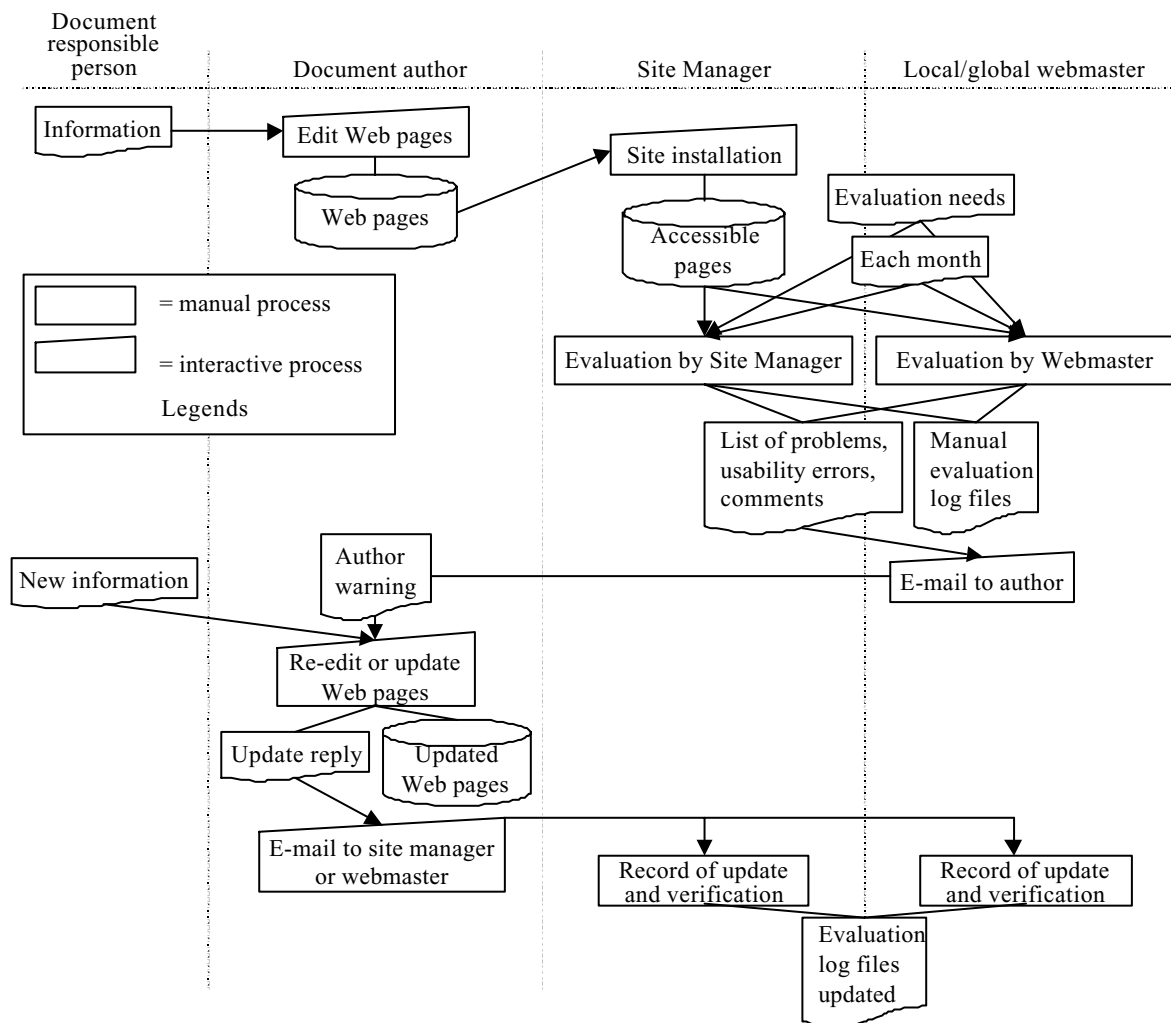 Document
responsible
person
Document author
Site Manager
Local/global webmaster
Information
Edit Web pages
Site installation
Web pages
Evaluation needs
Accessible
pages
Each month
= manual process
= interactive process
Legends
Evaluation by Site Manager
Evaluation by Webmaster
List of problems,
usability errors,
comments
Manual
evaluation
log files
New information
Author
warning
E-mail to author
Re-edit or update
Web pages
Update reply
Updated
Web pages
E-mail to site manager
or webmaster
Record of update
and verification
Record of update
and verification
Evaluation
log files
updated